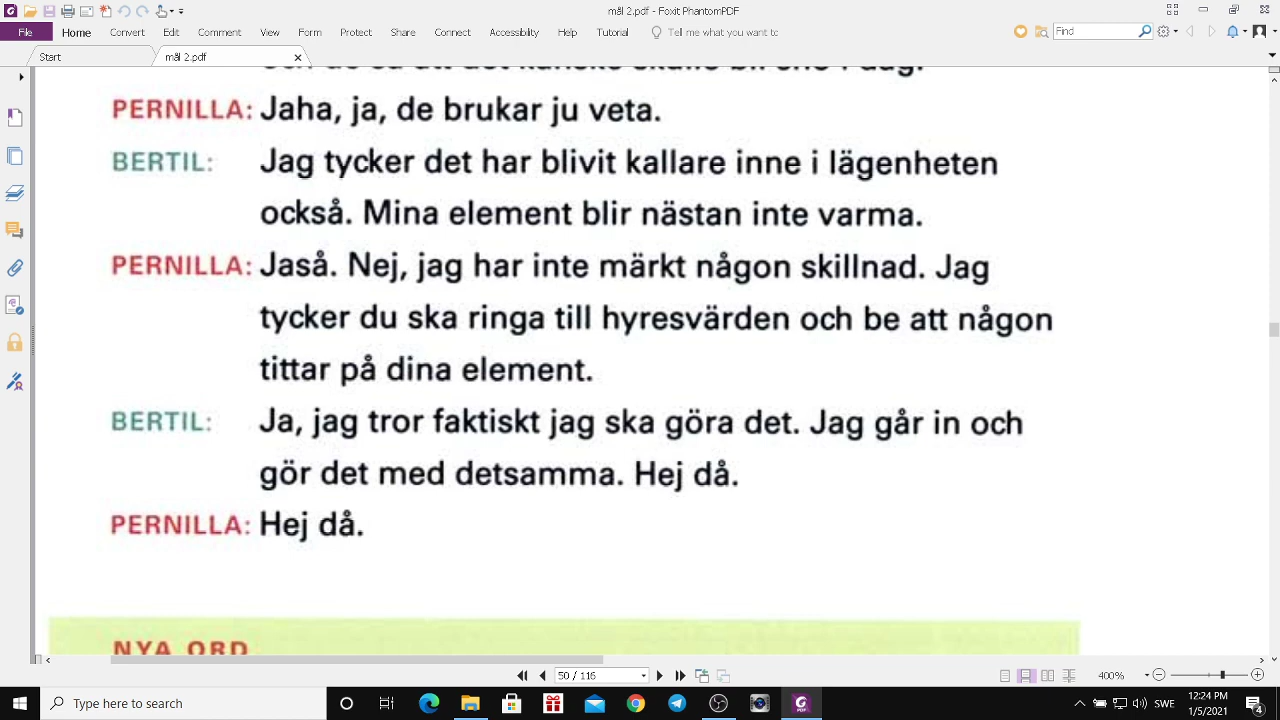 mål 2.pdf - Foxit PhantomPDF
File Home Convert Edit Comment View Form Protect Share Connect Accessibility Help Tutorial Tell me what you want to Find
Start mål 2.pdf
PERNILLA: Jaha, ja, de brukar ju veta.
BERTIL: Jag tycker det har blivit kallare inne i lägenheten
också. Mina element blir nästan inte varma.
PERNILLA: Jaså. Nej, jag har inte märkt någon skillnad. Jag
tycker du ska ringa till hyresvärden och be att någon
tittar på dina element.
BERTIL: Ja, jag tror faktiskt jag ska göra det. Jag går in och
gör det med detsamma. Hej då.
PERNILLA: Hej då.
NYA ORD
50 / 116 400%
Type here to search SWE 12:24 PM
1/5/2021 4